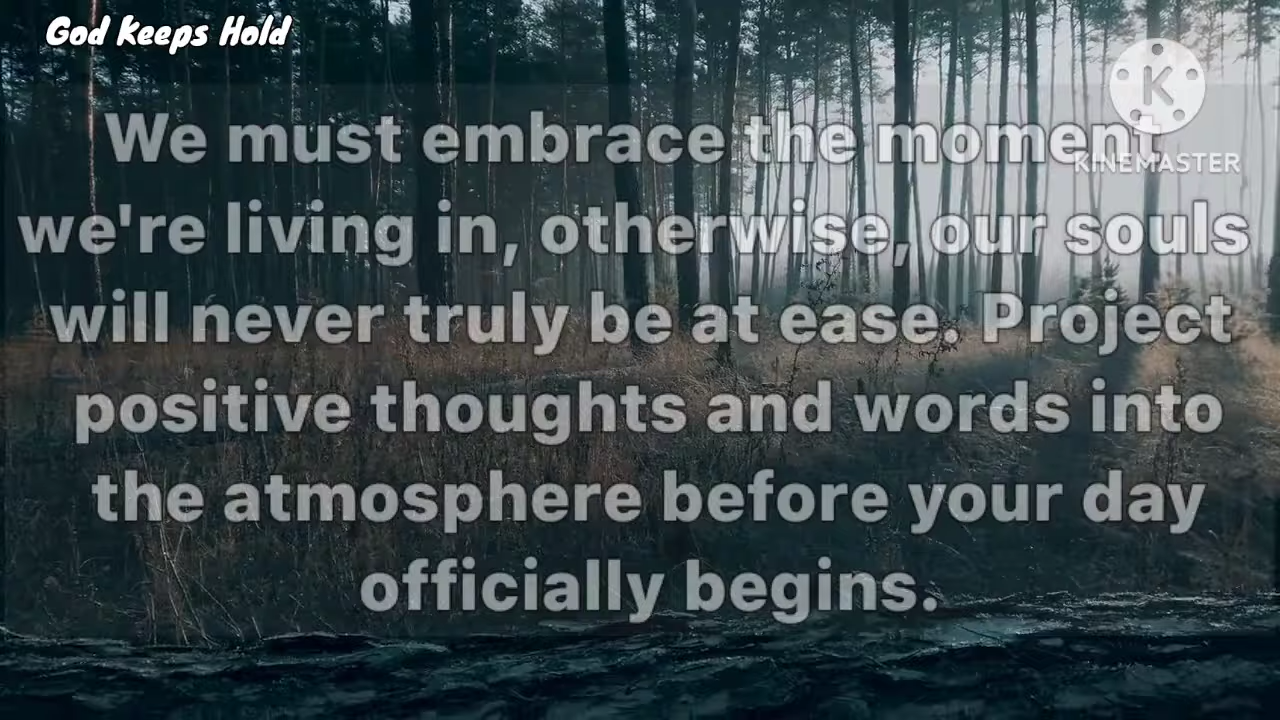 God Keeps Hold
We must embrace the moment
KINEMASTER
we're living in, otherwise, our souls
will never truly be at ease. Project
positive thoughts and words into
the atmosphere before your day
officially begins.